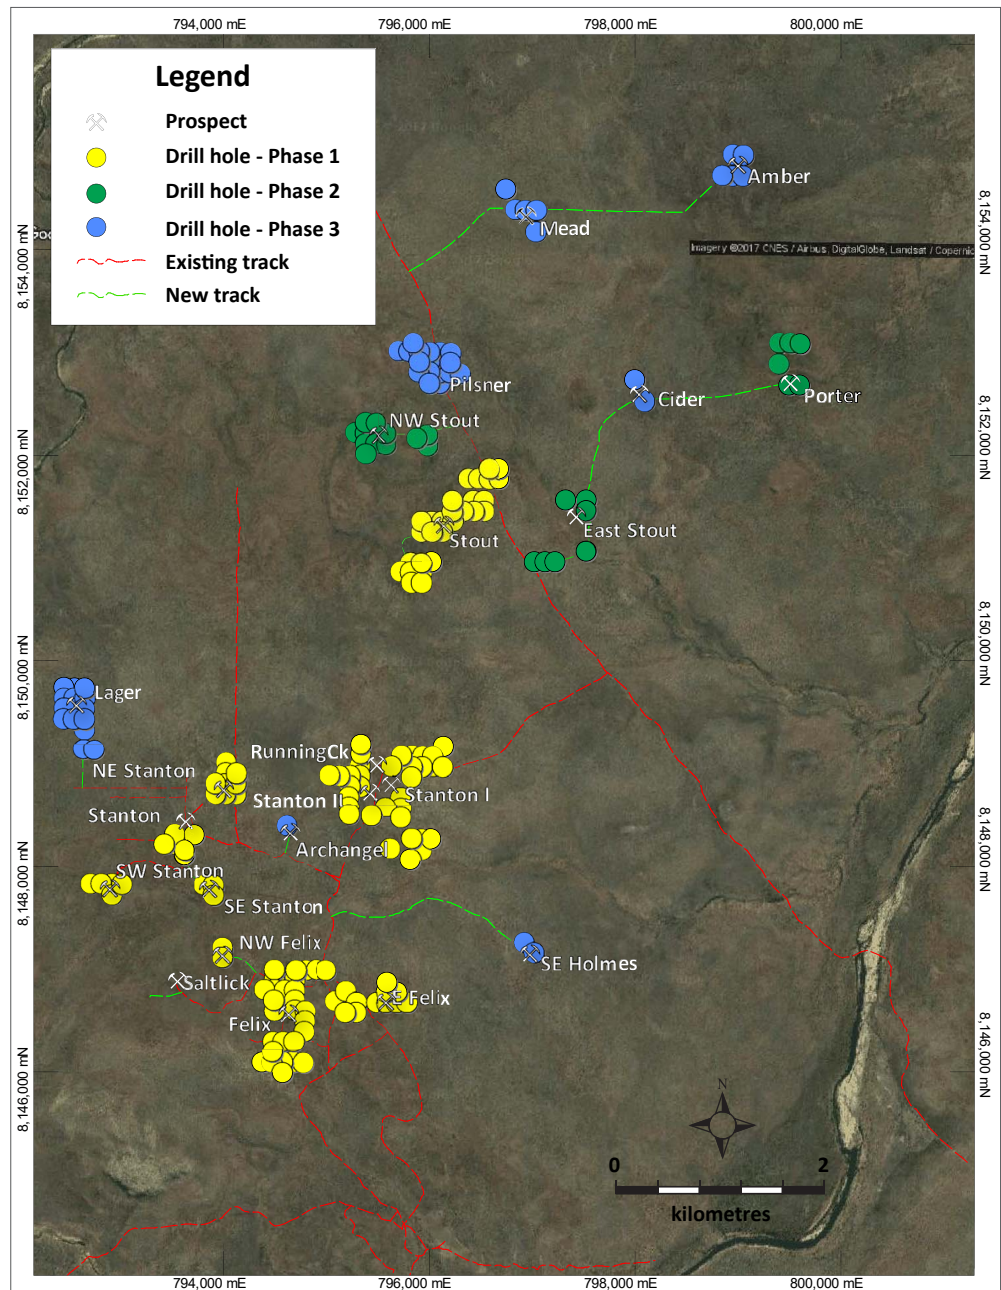 794,000 mE
796,000 mE
798,000 mE
800,000 mE
Legend
Prospect
Drill hole - Phase 1
Drill hole - Phase 2
Drill hole - Phase 3
Existing track
New track
8,154,000 mN
8,154,000 mN
Goo
Amber
Mead
Imagery ©2017 CNES / Airbus, DigitalGlobe, Landsat / Copernic
Pilsner
Cider
Porter
NW Stout
8,152,000 mN
8,152,000 mN
East Stout
Stout
8,150,000 mN
8,150,000 mN
Lager
RunningCk
NE Stanton
Stanton II
Stanton I
Stanton
Archangel
8,148,000 mN
8,148,000 mN
SW Stanton
SE Stanton
NW Felix
SE Holmes
Saltlick
E Felix
Felix
8,146,000 mN
8,146,000 mN
N
0
2
kilometres
794,000 mE
796,000 mE
798,000 mE
800,000 mE